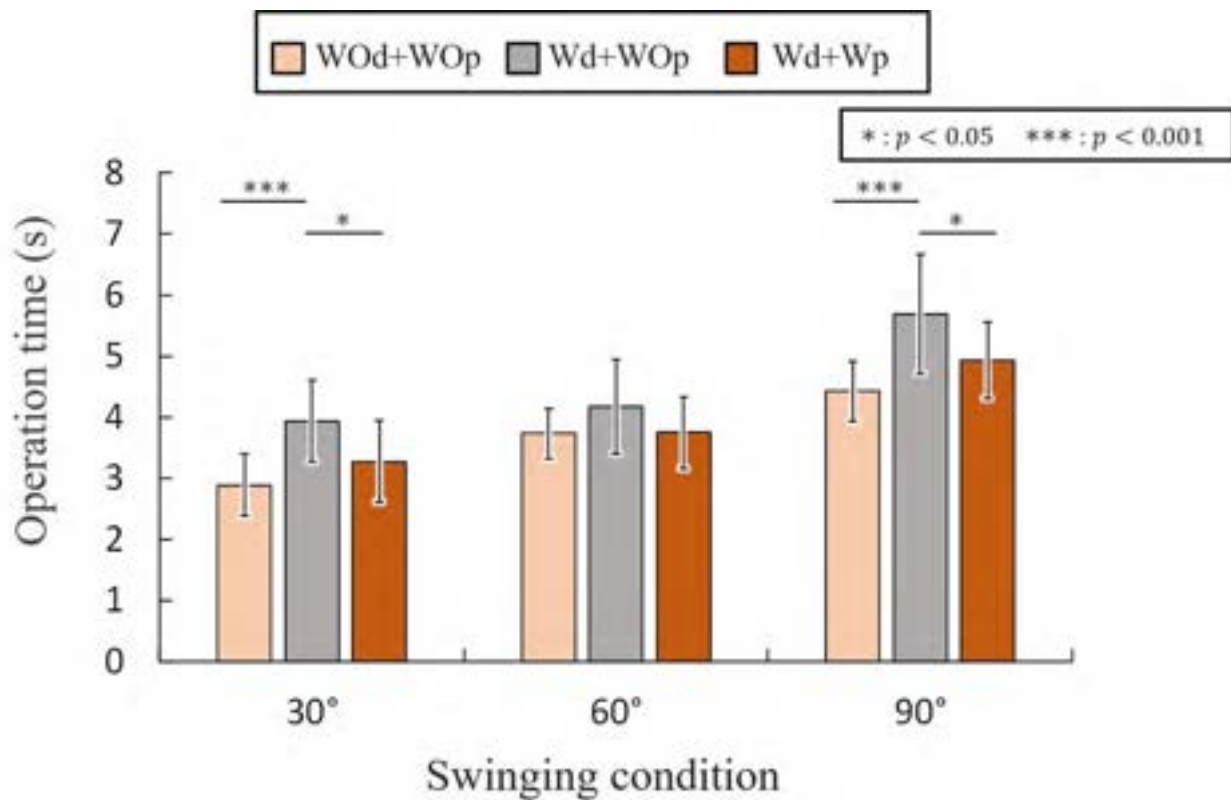 WOd+WOp Wd+WOp Wd+Wp
* : p < 0.05 *** : p < 0.001
Operation time (s)
8
7
6
5
4
3
2
1
0
*** *
*** *
30° 60° 90°
Swinging condition